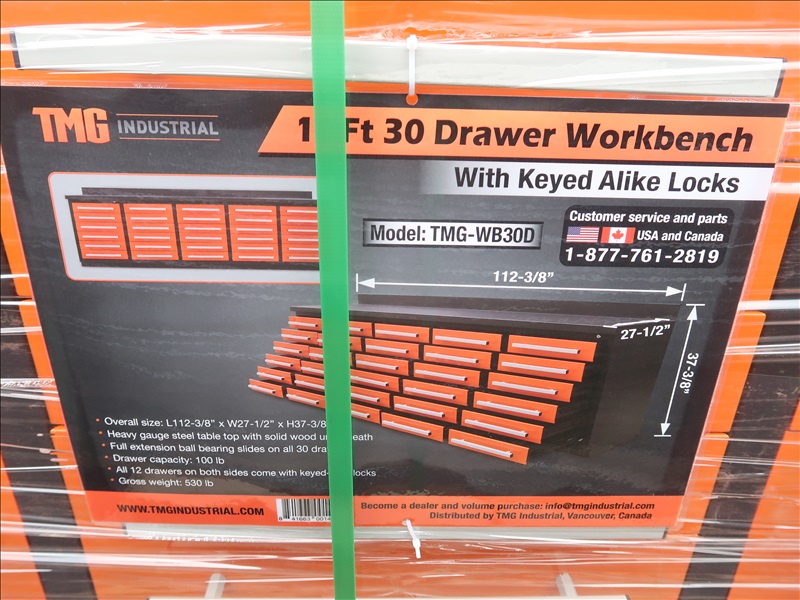 TMG INDUSTRIAL
1 Ft 30 Drawer Workbench
With Keyed Alike Locks
Customer service and parts
USA and Canada
1-877-761-2819
Model: TMG-WB30D
112-3/8”
27-1/2”
37-3/8”
• Overall size: L112-3/8” x W27-1/2” x H37-3/8
• Heavy gauge steel table top with solid wood
• Full extension ball bearing slides on all 30
• Drawer capacity: 100 lb
• All 12 drawers on both sides come with keyed- locks
• Gross weight: 530 lb
WWW.TMGINDUSTRIAL.COM
Become a dealer and volume purchase: info@tmgindustrial.com
Distributed by TMG Industrial, Vancouver, Canada